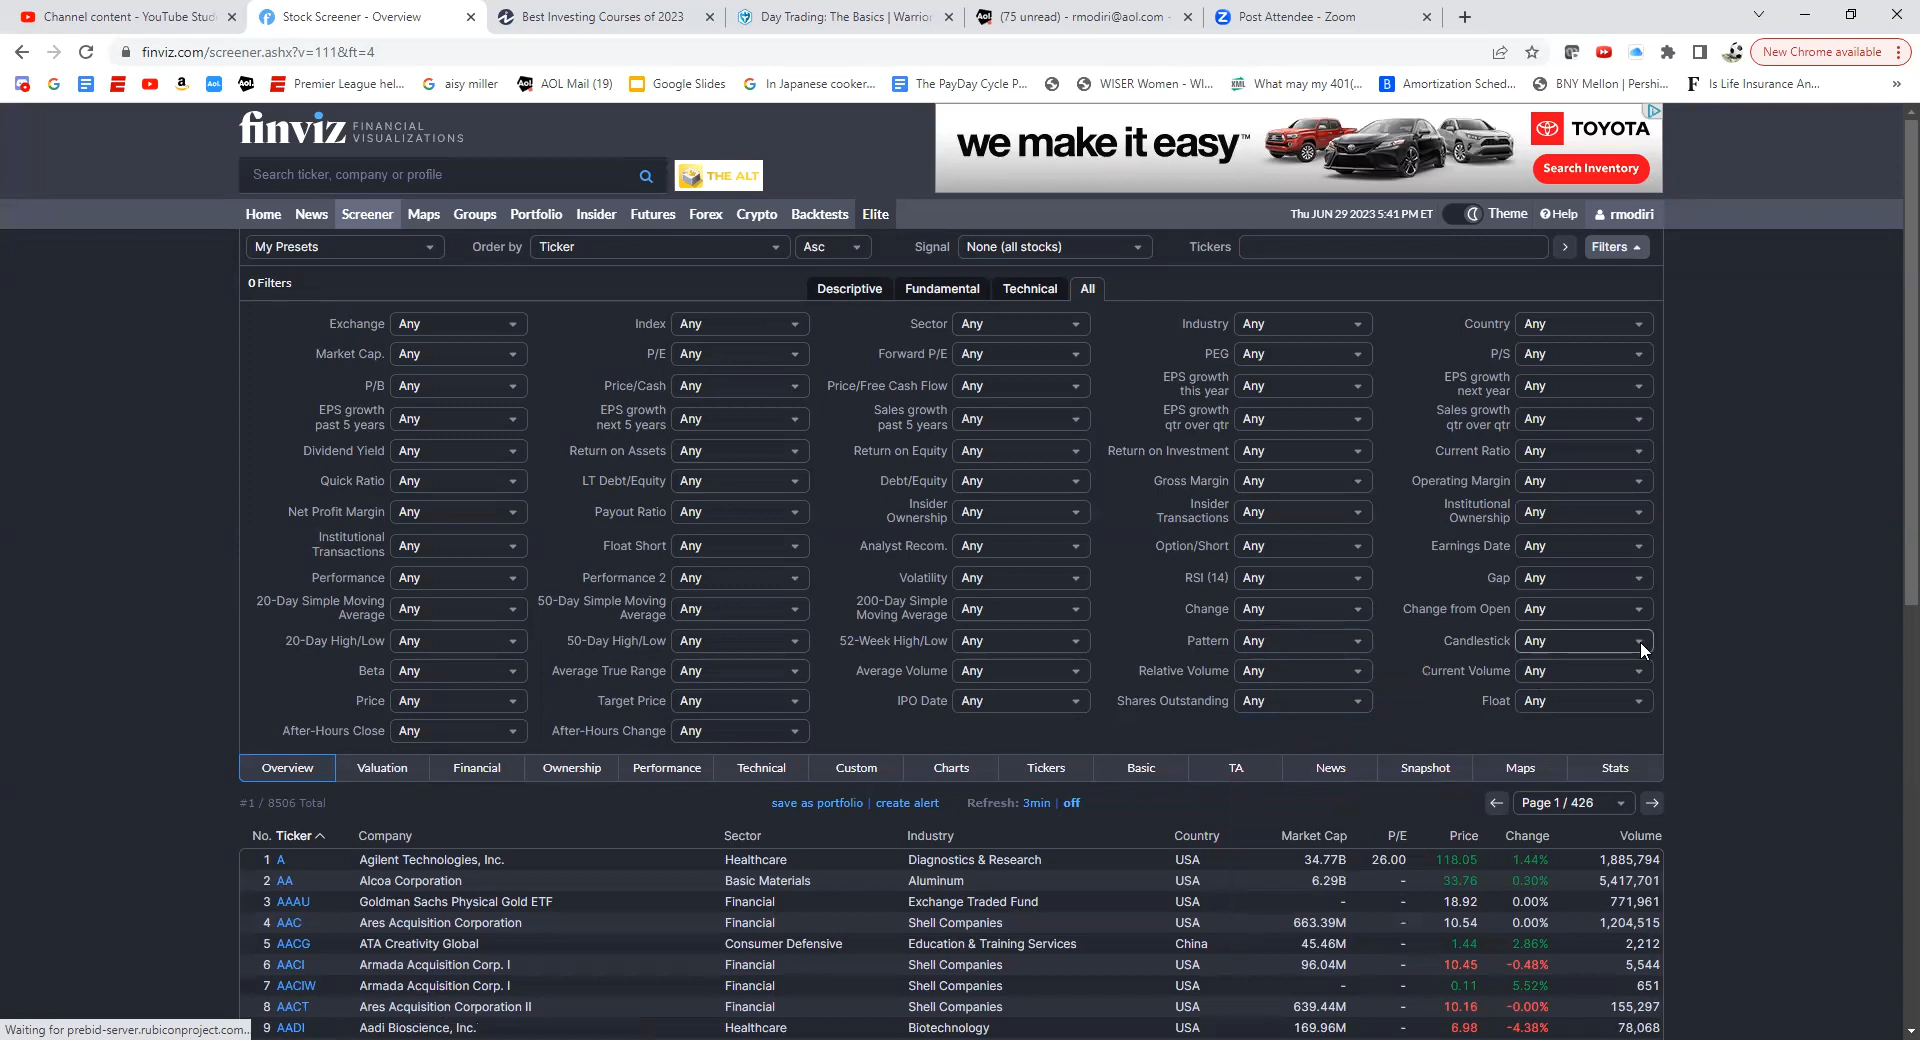 Channel content - YouTube Stud
Stock Screener - Overview
Best Investing Courses of 2023
Day Trading: The Basics | Warrior
(75 unread) - rmodiri@aol.com -
Post Attendee - Zoom
finviz.com/screener.ashx?v=111&ft=4
New Chrome available
Premier League hel...
aisy miller
AOL Mail (19)
Google Slides
In Japanese cooker...
The PayDay Cycle P...
WISER Women - WI...
What may my 401(...
Amortization Sched...
BNY Mellon | Pershi...
Is Life Insurance An...
finviz FINANCIAL VISUALIZATIONS
we make it easy™ TOYOTA
Search Inventory
Search ticker, company or profile
THE ALT
Home News Screener Maps Groups Portfolio Insider Futures Forex Crypto Backtests Elite
Thu JUN 29 2023 5:41 PM ET Theme Help rmodiri
My Presets Order by Ticker Asc Signal None (all stocks) Tickers > Filters
0 Filters
Descriptive Fundamental Technical All
Exchange Any Index Any Sector Any Industry Any Country Any
Market Cap. Any P/E Any Forward P/E Any PEG Any P/S Any
P/B Any Price/Cash Any Price/Free Cash Flow Any EPS growth this year Any EPS growth next year Any
EPS growth past 5 years Any EPS growth next 5 years Any Sales growth past 5 years Any EPS growth qtr over qtr Any Sales growth qtr over qtr Any
Dividend Yield Any Return on Assets Any Return on Equity Any Return on Investment Any Current Ratio Any
Quick Ratio Any LT Debt/Equity Any Debt/Equity Any Gross Margin Any Operating Margin Any
Net Profit Margin Any Payout Ratio Any Insider Ownership Any Insider Transactions Any Institutional Ownership Any
Institutional Transactions Any Float Short Any Analyst Recom. Any Option/Short Any Earnings Date Any
Performance Any Performance 2 Any Volatility Any RSI (14) Any Gap Any
20-Day Simple Moving Average Any 50-Day Simple Moving Average Any 200-Day Simple Moving Average Any Change Any Change from Open Any
20-Day High/Low Any 50-Day High/Low Any 52-Week High/Low Any Pattern Any Candlestick Any
Beta Any Average True Range Any Average Volume Any Relative Volume Any Current Volume Any
Price Any Target Price Any IPO Date Any Shares Outstanding Any Float Any
After-Hours Close Any After-Hours Change Any
Overview Valuation Financial Ownership Performance Technical Custom Charts Tickers Basic TA News Snapshot Maps Stats
#1 / 8506 Total save as portfolio | create alert Refresh: 3min | off Page 1 / 426
No. Ticker Company Sector Industry Country Market Cap P/E Price Change Volume
1 A Agilent Technologies, Inc. Healthcare Diagnostics & Research USA 34.77B 26.00 118.05 1.44% 1,885,794
2 AA Alcoa Corporation Basic Materials Aluminum USA 6.29B - 33.76 0.30% 5,417,701
3 AAAU Goldman Sachs Physical Gold ETF Financial Exchange Traded Fund USA - - 18.92 0.00% 771,961
4 AAC Ares Acquisition Corporation Financial Shell Companies USA 663.39M - 10.54 0.00% 1,204,515
5 AACG ATA Creativity Global Consumer Defensive Education & Training Services China 45.46M - 1.44 2.86% 2,212
6 AACI Armada Acquisition Corp. I Financial Shell Companies USA 96.04M - 10.45 -0.48% 5,544
7 AACIW Armada Acquisition Corp. I Financial Shell Companies USA - - 0.11 5.52% 651
8 AACT Ares Acquisition Corporation II Financial Shell Companies USA 639.44M - 10.16 -0.00% 155,297
9 AADI Aadi Bioscience, Inc. Healthcare Biotechnology USA 169.96M - 6.98 -4.38% 78,068
Waiting for prebid-server.rubiconproject.com...